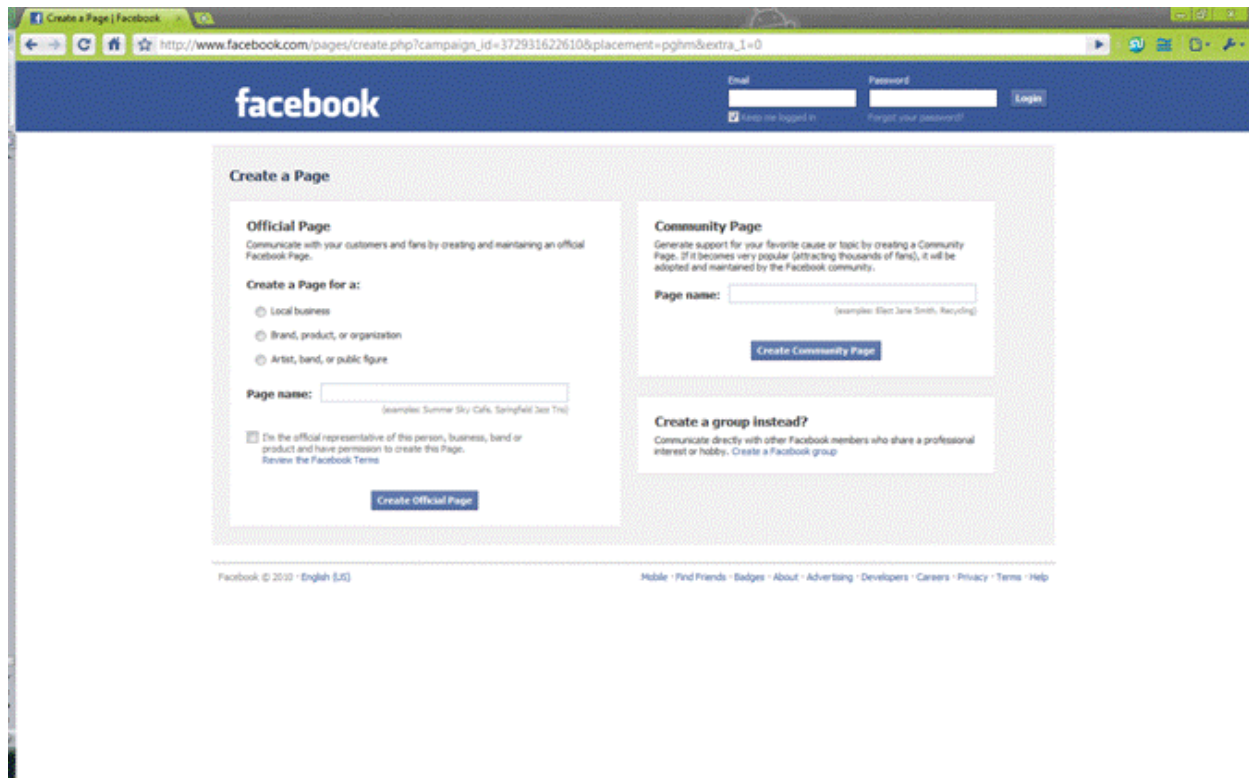 Create a Page | Facebook
http://www.facebook.com/pages/create.php?campaign_id=372931622610&placement=pghm&extra_1=0
facebook
Email
Password
Login
Keep me logged in
Forgot your password?
Create a Page
Official Page
Communicate with your customers and fans by creating and maintaining an official
Facebook Page.
Create a Page for a:
Local business
Brand, product, or organization
Artist, band, or public figure
Page name:
(examples: Summer Sky Cafe, Springfield Jazz Trio)
I'm the official representative of this person, business, band or
product and have permission to create this Page.
Review the Facebook Terms
Create Official Page
Community Page
Generate support for your favorite cause or topic by creating a Community
Page. If it becomes very popular (attracting thousands of fans), it will be
adopted and maintained by the Facebook community.
Page name:
(examples: Elect Jane Smith, Recycling)
Create Community Page
Create a group instead?
Communicate directly with other Facebook members who share a professional
interest or hobby. Create a Facebook group
Facebook © 2010 · English (US)
Mobile · Find Friends · Badges · About · Advertising · Developers · Careers · Privacy · Terms · Help